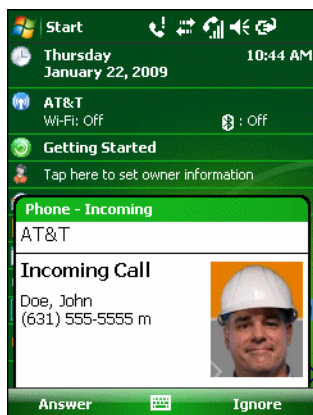 Start
Thursday 10:44 AM
January 22, 2009
AT&T
Wi-Fi: Off : Off
Getting Started
Tap here to set owner information
Phone - Incoming
AT&T
Incoming Call
Doe, John
(631) 555-5555 m
Answer Ignore